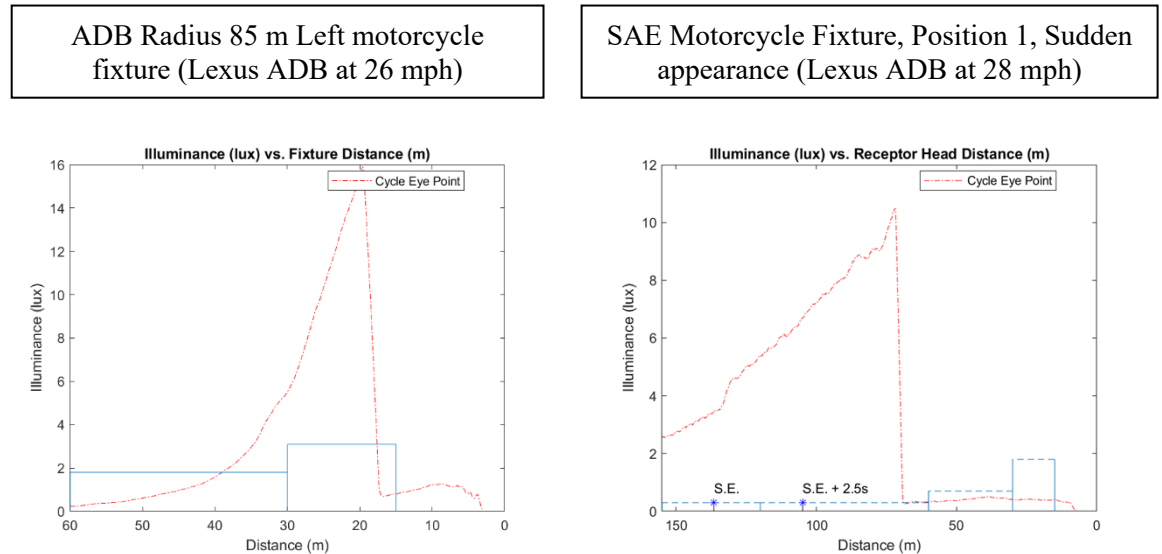 ADB Radius 85 m Left motorcycle
fixture (Lexus ADB at 26 mph)
SAE Motorcycle Fixture, Position 1, Sudden
appearance (Lexus ADB at 28 mph)
Illuminance (lux) vs. Fixture Distance (m)
Cycle Eye Point
16
14
12
10
8
6
4
2
0
Illuminance (lux)
60
50
40
30
20
10
0
Distance (m)
Illuminance (lux) vs. Receptor Head Distance (m)
Cycle Eye Point
12
10
8
6
4
2
0
Illuminance (lux)
S.E.
S.E. + 2.5s
150
100
50
0
Distance (m)